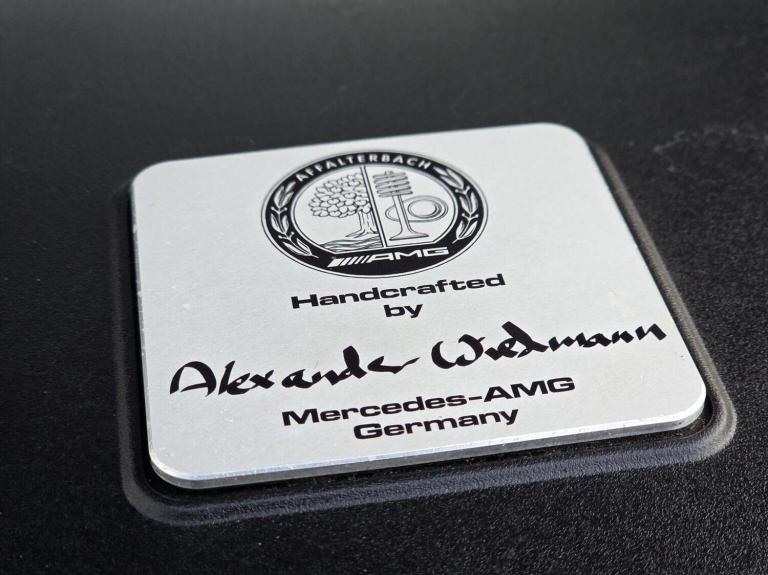 AFFALTERBACH
AMG
Handcrafted
by
Alexander Wiedmann
Mercedes-AMG
Germany